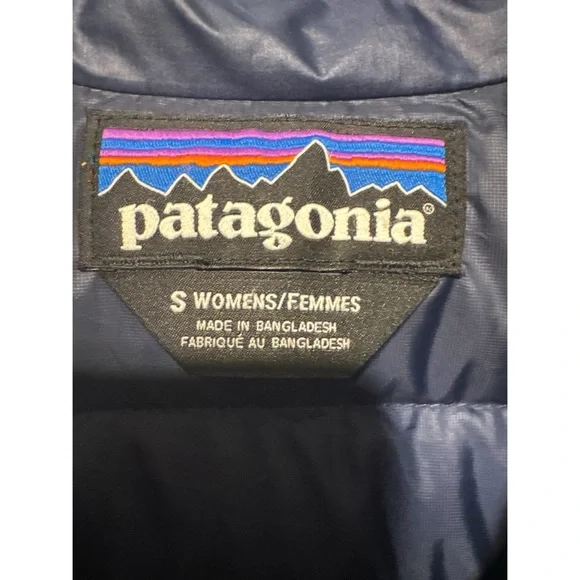 patagonia®
S WOMENS/FEMMES
MADE IN BANGLADESH
FABRIQUÉ AU BANGLADESH